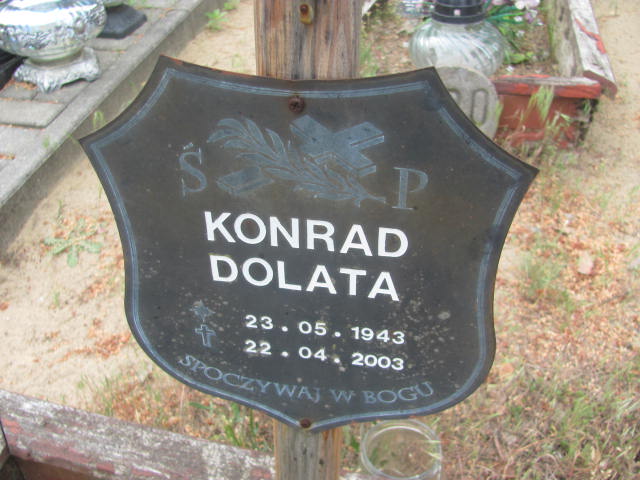 Ś P
KONRAD
DOLATA
23 . 05 . 1943
22 . 04 . 2003
SPOCZYWAJ W BOGU